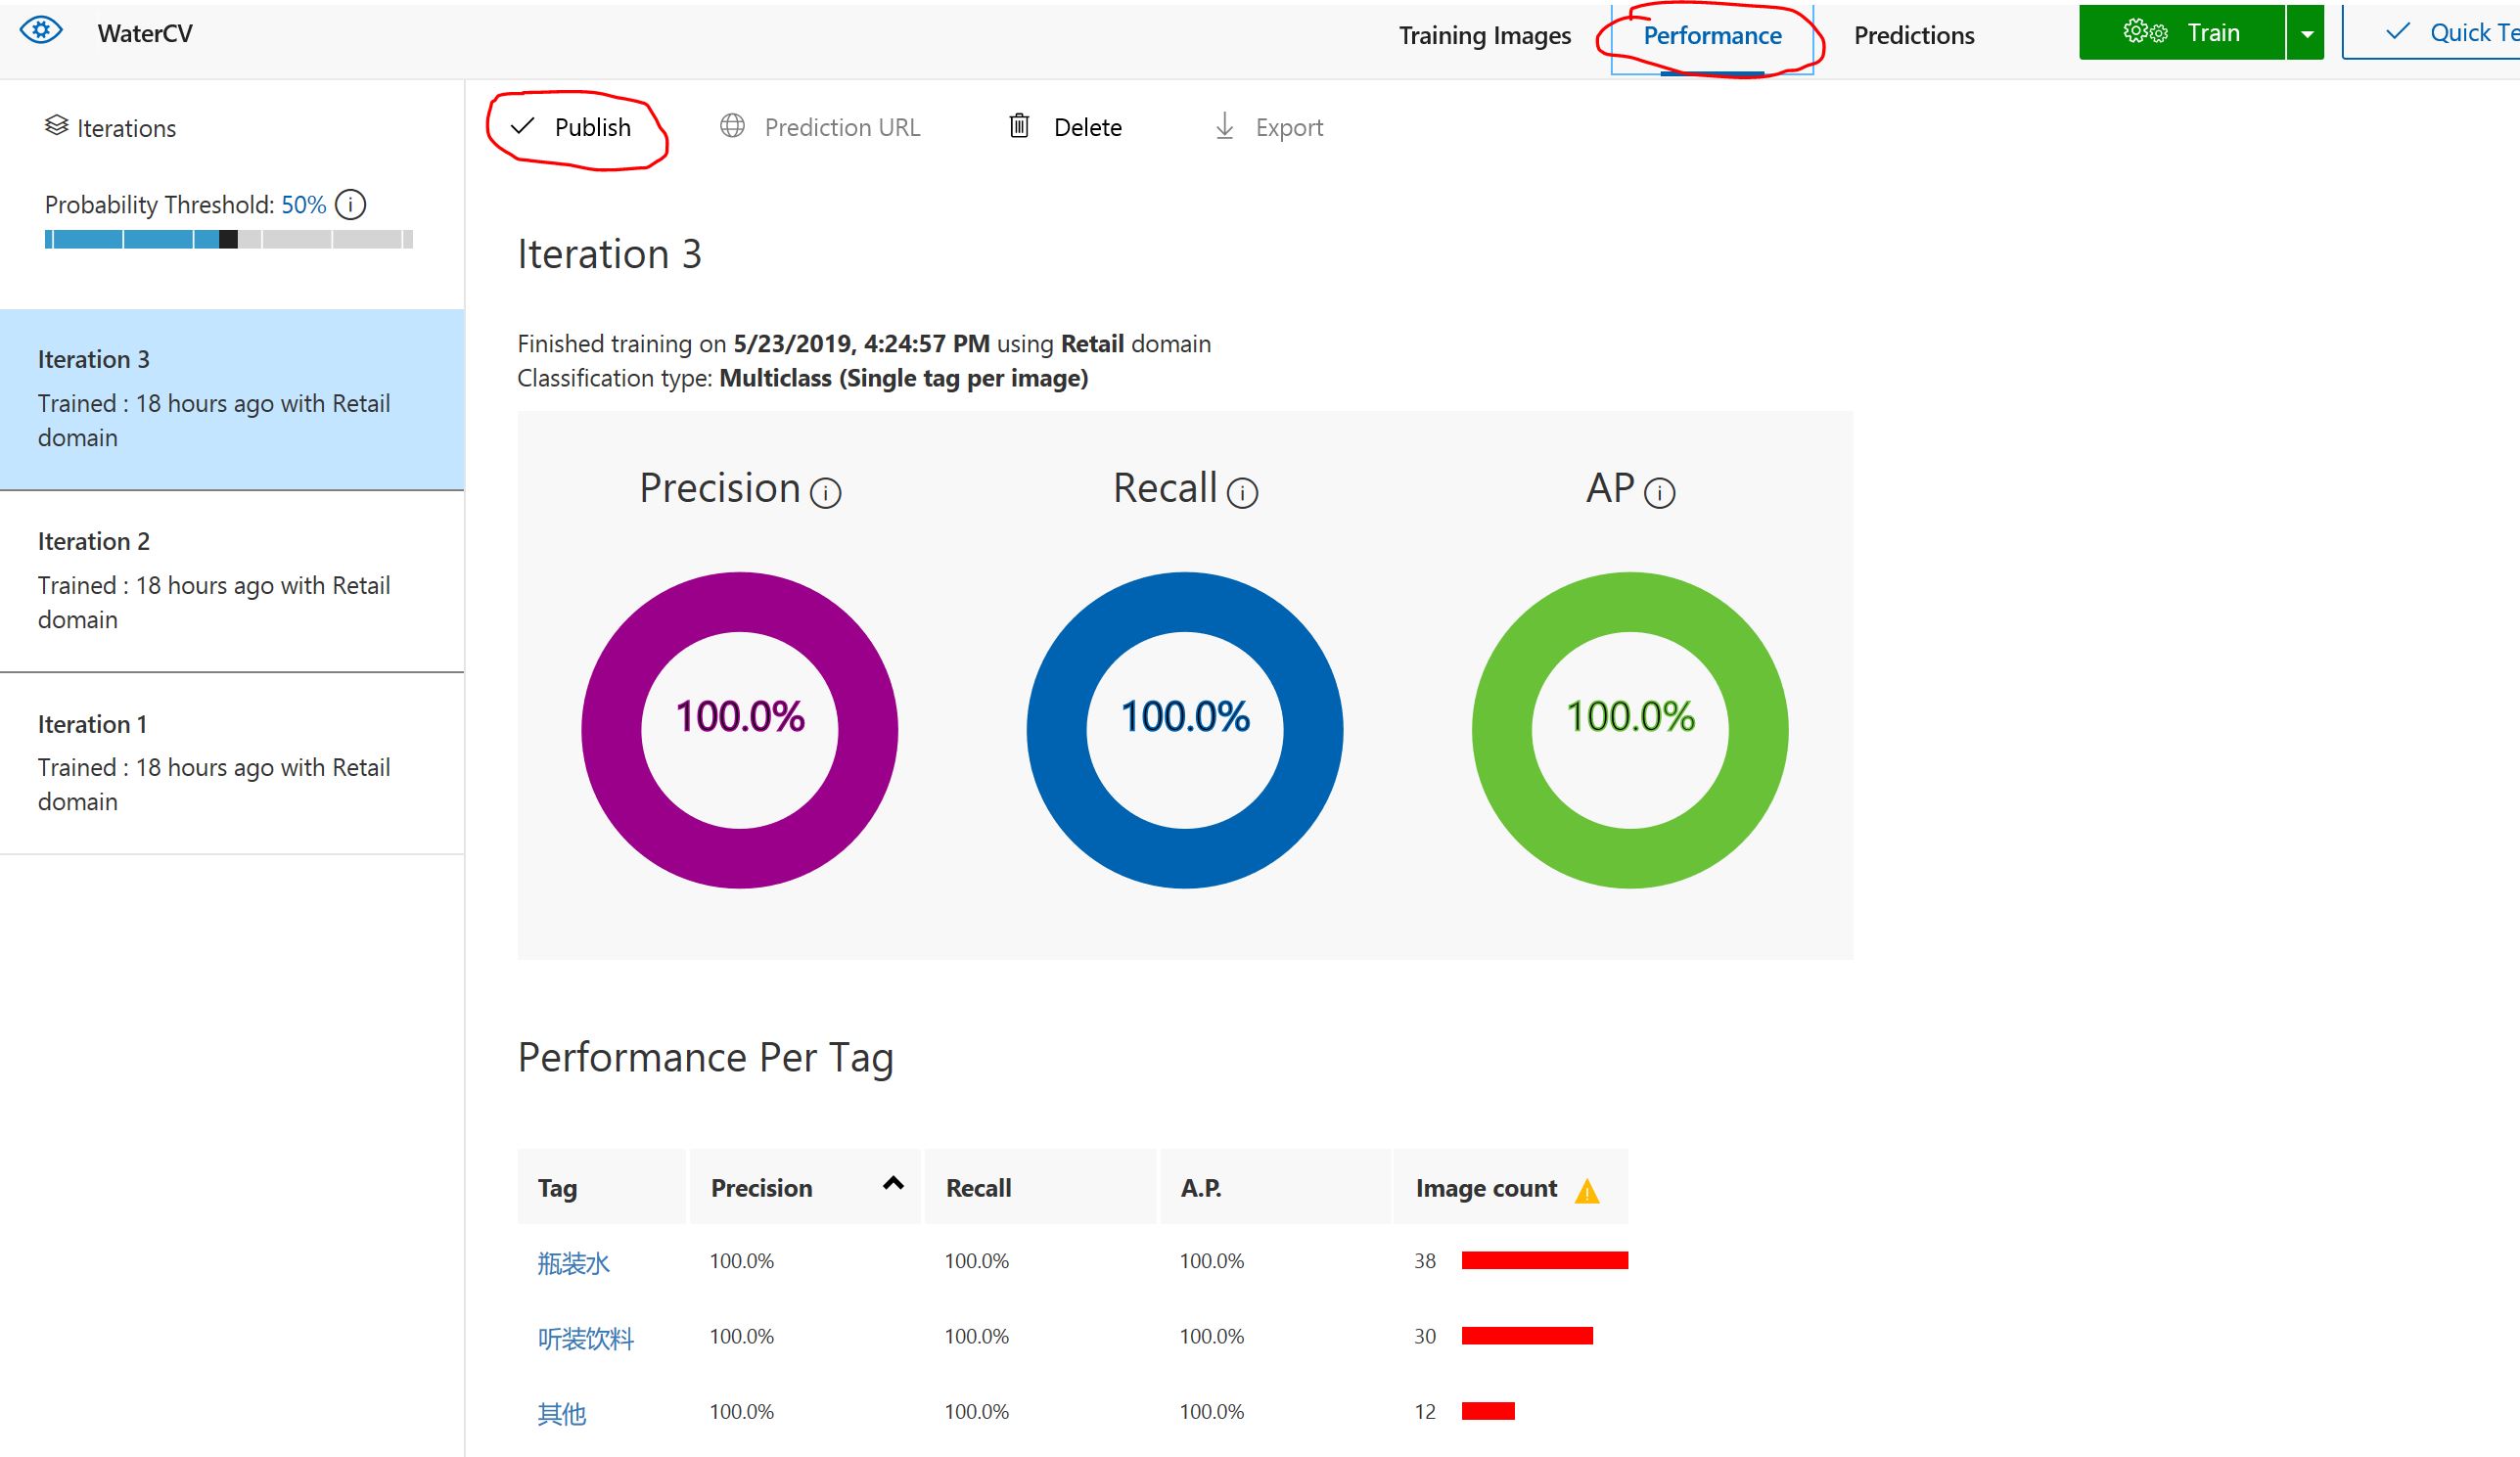 WaterCV
Training Images
Performance
Predictions
Train
Quick Te
Iterations
Probability Threshold: 50%
Iteration 3
Trained : 18 hours ago with Retail
domain
Iteration 2
Trained : 18 hours ago with Retail
domain
Iteration 1
Trained : 18 hours ago with Retail
domain
Publish
Prediction URL
Delete
Export
Iteration 3
Finished training on 5/23/2019, 4:24:57 PM using Retail domain
Classification type: Multiclass (Single tag per image)
Precision
Recall
AP
100.0%
100.0%
100.0%
Performance Per Tag
Tag Precision Recall A.P. Image count
瓶装水 100.0% 100.0% 100.0% 38
听装饮料 100.0% 100.0% 100.0% 30
其他 100.0% 100.0% 100.0% 12